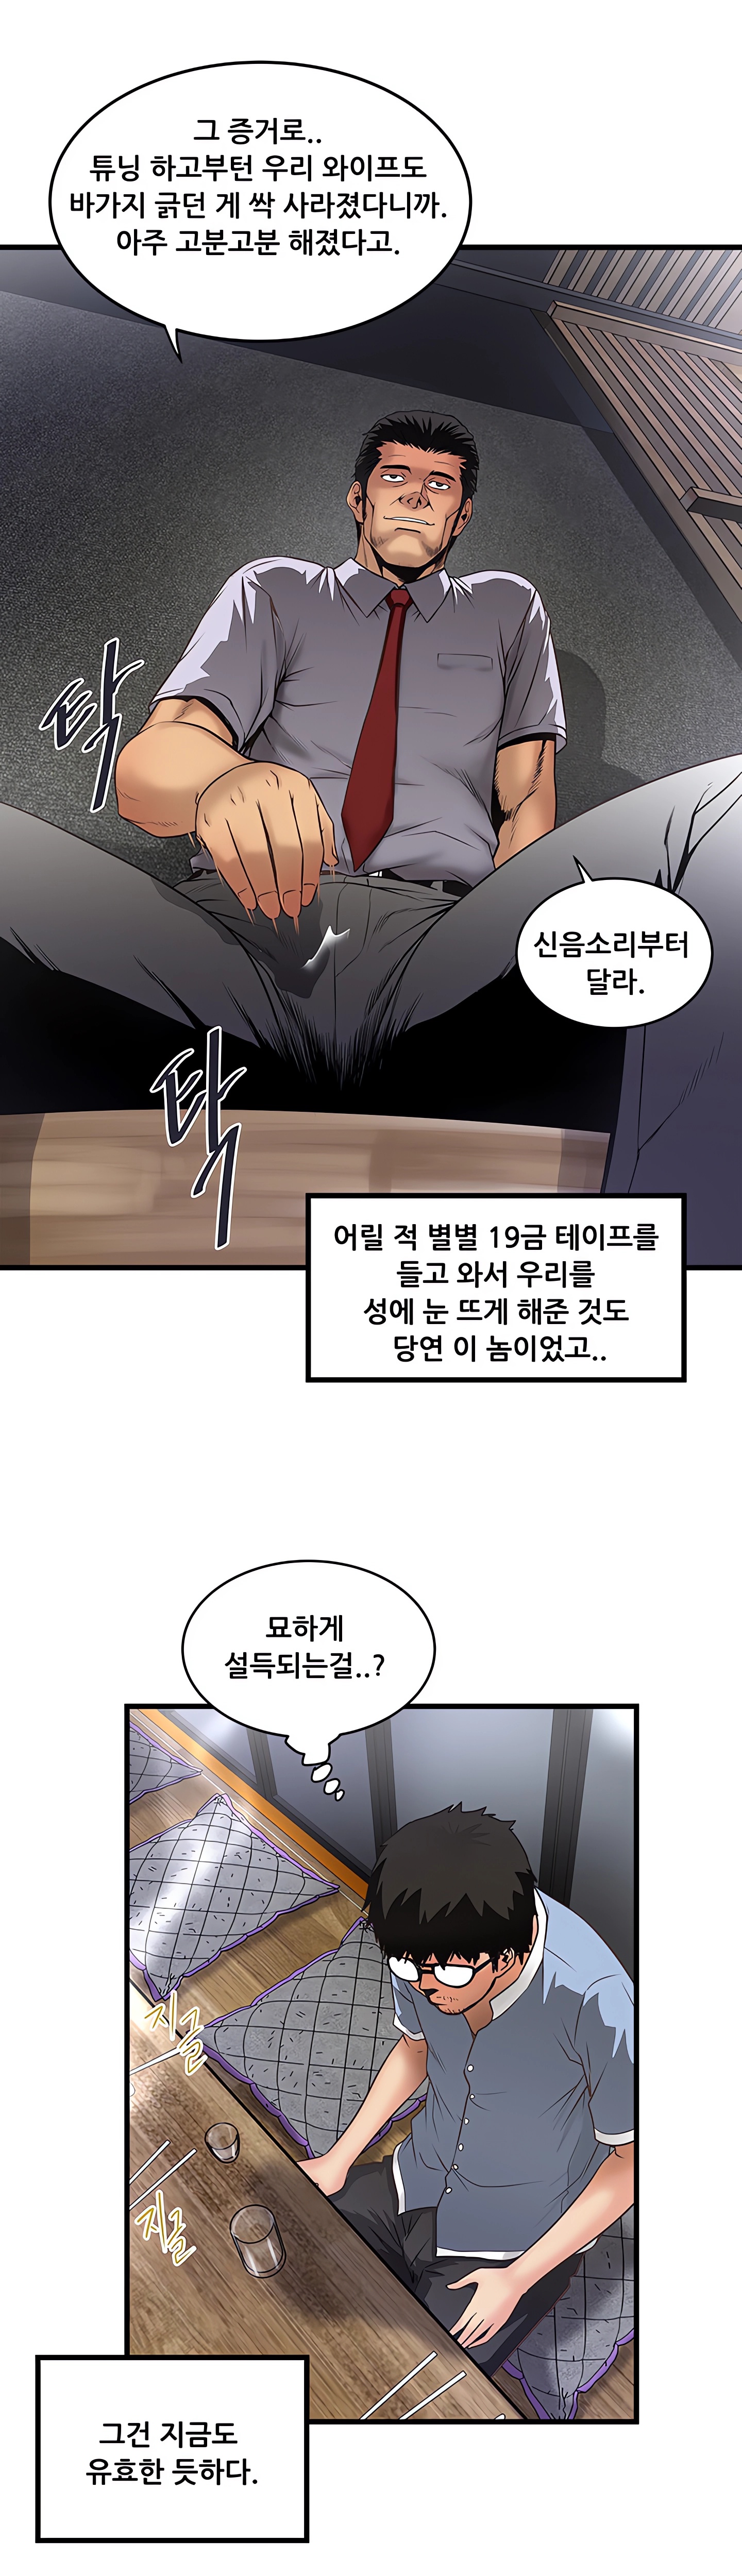 그 증거로..
튜닝 하고부턴 우리 와이프도
바가지 긁던 게 싹 사라졌다니까.
아주 고분고분 해졌다고.
탁
신음소리부터
달라.
탁
어릴 적 별별 19금 테이프를
들고 와서 우리를
성에 눈 뜨게 해준 것도
당연 이 놈이었고..
묘하게
설득되는걸..?
지글
지글
그건 지금도
유효한 듯하다.